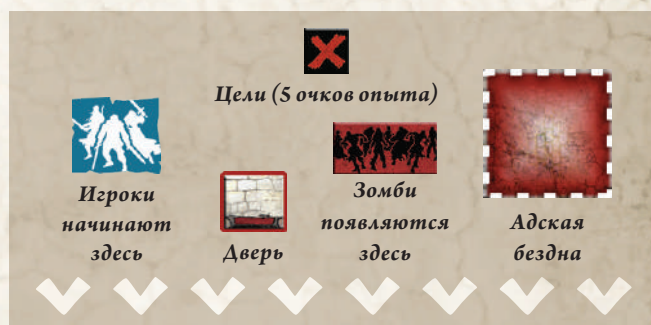 Цели (5 очков опыта)
Игроки
начинают
здесь
Дверь
Зомби
появляются
здесь
Адская
бездна